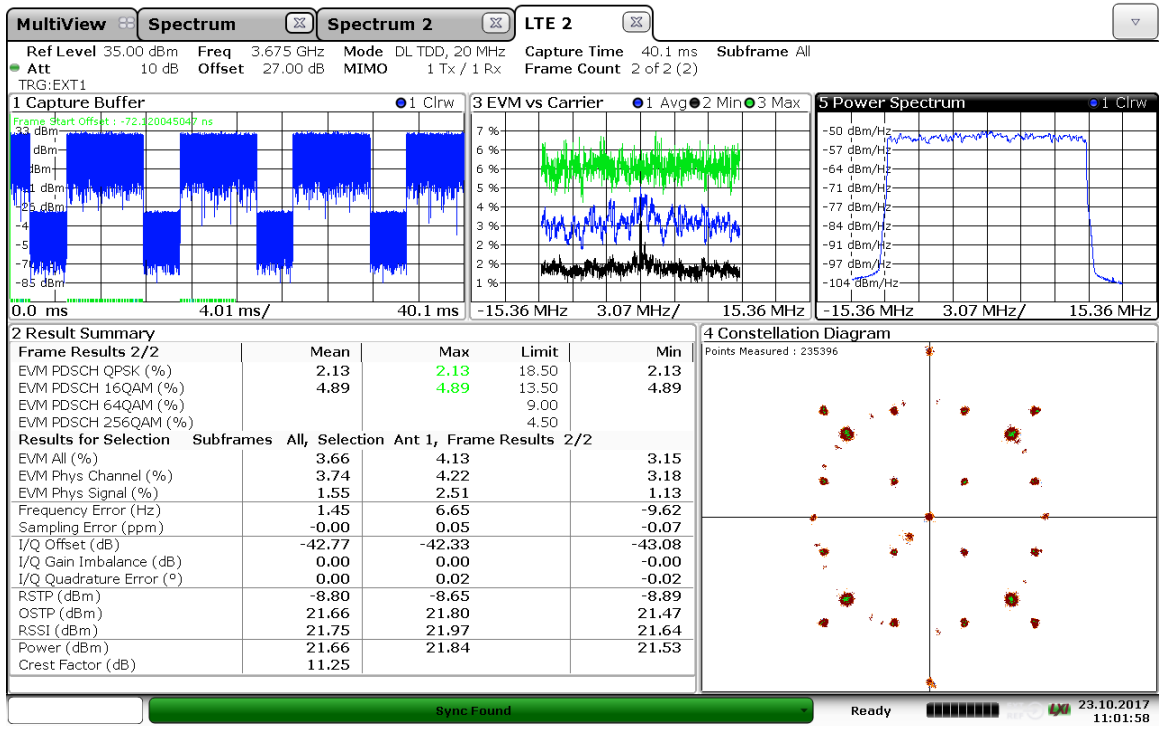 MultiView Spectrum Spectrum 2 LTE 2
Ref Level 35.00 dBm Freq 3.675 GHz Mode DL TDD, 20 MHz Capture Time 40.1 ms Subframe All
Att 10 dB Offset 27.00 dB MIMO 1 Tx / 1 Rx Frame Count 2 of 2 (2)
TRG:EXT1
1 Capture Buffer 1 Clrw
Frame Start Offset : -72.120045047 ns
33 dBm
dBm
dBm
dBm
-25 dBm
-85 dBm
0.0 ms 4.01 ms/ 40.1 ms
3 EVM vs Carrier 1 Avg 2 Min 3 Max
7 %
6 %
5 %
4 %
3 %
2 %
2 %
1 %
-15.36 MHz 3.07 MHz/ 15.36 MHz
5 Power Spectrum 1 Clrw
-50 dBm/Hz
-57 dBm/Hz
-64 dBm/Hz
-71 dBm/Hz
-77 dBm/Hz
-84 dBm/Hz
-91 dBm/Hz
-97 dBm/Hz
-104 dBm/Hz
-15.36 MHz 3.07 MHz/ 15.36 MHz
2 Result Summary
Frame Results 2/2 Mean Max Limit Min
EVM PDSCH QPSK (%) 2.13 2.13 18.50 2.13
EVM PDSCH 16QAM (%) 4.89 4.89 13.50 4.89
EVM PDSCH 64QAM (%) 9.00
EVM PDSCH 256QAM (%) 4.50
Results for Selection Subframes All, Selection Ant 1, Frame Results 2/2
EVM All (%) 3.66 4.13 3.15
EVM Phys Channel (%) 3.74 4.22 3.18
EVM Phys Signal (%) 1.55 2.51 1.13
Frequency Error (Hz) 1.45 6.65 -9.62
Sampling Error (ppm) -0.00 0.05 -0.07
I/Q Offset (dB) -42.77 -42.33 -43.08
I/Q Gain Imbalance (dB) 0.00 0.00 -0.00
I/Q Quadrature Error (°) 0.00 0.02 -0.02
RSTP (dBm) -8.80 -8.65 -8.89
OSTP (dBm) 21.66 21.80 21.47
RSSI (dBm) 21.75 21.97 21.64
Power (dBm) 21.66 21.84 21.53
Crest Factor (dB) 11.25
4 Constellation Diagram
Points Measured : 235396
Sync Found
Ready
REF
LXI
23.10.2017
11:01:58